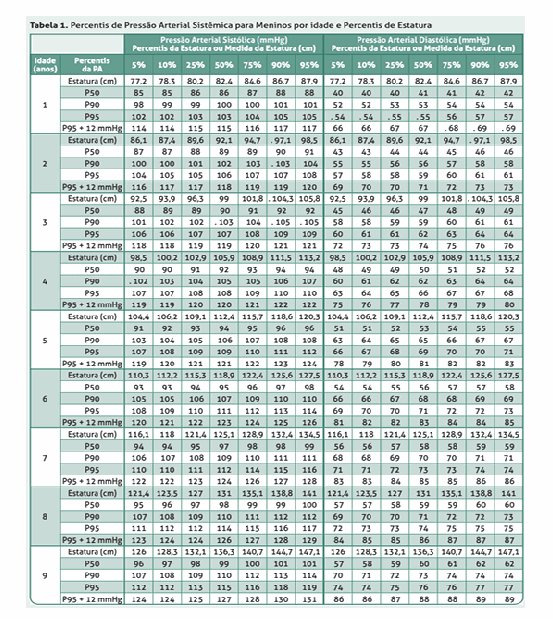 Tabela 1. Percentis de Pressão Arterial Sistêmica para Meninos por idade e Percentis de Estatura
Pressão Arterial Sistólica (mmHg) Pressão Arterial Diastólica (mmHg)
Percentis da Estatura ou Medida da Estatura (cm) Percentis da Estatura ou Medida da Estatura (cm)
Idade (anos) Percentis da PA 5% 10% 25% 50% 75% 90% 95% 5% 10% 25% 50% 75% 90% 95%
Estatura (cm) 77,2 78,3 80,2 82,4 84,6 86,7 87,9 77,2 78,3 80,2 82,4 84,6 86,7 87,9
P50 85 85 86 86 87 88 88 40 40 40 41 41 42 42
1 P90 98 99 99 100 100 101 101 52 52 53 53 54 54 54
P95 102 102 103 103 104 105 105 54 54 55 55 56 57 57
P95 + 12 mmHg 114 114 115 115 116 117 117 66 66 67 67 68 69 69
Estatura (cm) 86,1 87,4 89,6 92,1 94,7 97,1 98,5 86,1 87,4 89,6 92,1 94,7 97,1 98,5
P50 87 87 88 89 89 90 91 43 43 44 44 45 46 46
2 P90 100 100 101 102 103 103 104 55 55 56 56 57 58 58
P95 104 105 105 106 107 107 108 57 58 58 59 60 61 61
P95 + 12 mmHg 116 117 117 118 119 119 120 69 70 70 71 72 73 73
Estatura (cm) 92,5 93,9 96,3 99 101,8 104,3 105,8 92,5 93,9 96,3 99 101,8 104,3 105,8
P50 88 89 89 90 91 92 92 45 46 46 47 48 49 49
3 P90 101 102 102 103 104 105 105 58 58 59 59 60 61 61
P95 106 106 107 107 108 109 109 60 61 61 62 63 64 64
P95 + 12 mmHg 118 118 119 119 120 121 121 72 73 73 74 75 76 76
Estatura (cm) 98,5 100,2 102,9 105,9 108,9 111,5 113,2 98,5 100,2 102,9 105,9 108,9 111,5 113,2
P50 90 90 91 92 93 94 94 48 49 49 50 51 52 52
4 P90 102 103 104 105 105 106 107 60 61 62 62 63 64 64
P95 107 107 108 108 109 110 110 63 64 65 66 67 67 68
P95 + 12 mmHg 119 119 120 120 121 122 122 75 76 77 78 79 79 80
Estatura (cm) 104,4 106,2 109,1 112,4 115,7 118,6 120,3 104,4 106,2 109,1 112,4 115,7 118,6 120,3
P50 91 92 93 94 95 96 96 51 51 52 53 54 55 55
5 P90 103 104 105 106 107 108 108 63 64 65 65 66 67 67
P95 107 108 109 109 110 111 112 66 67 68 69 70 70 71
P95 + 12 mmHg 119 120 121 121 122 123 124 78 79 80 81 82 82 83
Estatura (cm) 110,3 112,2 115,3 118,9 122,4 125,6 127,5 110,3 112,2 115,3 118,9 122,4 125,6 127,5
P50 93 93 94 95 96 97 98 54 54 55 56 57 57 58
6 P90 105 105 106 107 109 110 110 66 66 67 68 68 69 69
P95 108 109 110 111 112 113 114 69 70 70 71 72 72 73
P95 + 12 mmHg 120 121 122 123 124 125 126 81 82 82 83 84 84 85
Estatura (cm) 116,1 118 121,4 125,1 128,9 132,4 134,5 116,1 118 121,4 125,1 128,9 132,4 134,5
P50 94 94 95 97 98 98 99 56 56 57 58 58 59 59
7 P90 106 107 108 109 110 111 111 68 68 69 70 70 71 71
P95 110 110 111 112 114 115 116 71 71 72 73 73 74 74
P95 + 12 mmHg 122 122 123 124 126 127 128 83 83 84 85 85 86 86
Estatura (cm) 121,4 123,5 127 131 135,1 138,8 141 121,4 123,5 127 131 135,1 138,8 141
P50 95 96 97 98 99 99 100 57 57 58 59 59 60 60
8 P90 107 108 109 110 111 112 112 69 70 70 71 72 72 73
P95 111 112 112 114 115 116 117 72 73 73 74 75 75 75
P95 + 12 mmHg 123 124 124 126 127 128 129 84 85 85 86 87 87 87
Estatura (cm) 126 128,3 132,1 136,3 140,7 144,7 147,1 126 128,3 132,1 136,3 140,7 144,7 147,1
P50 96 97 98 99 100 101 101 57 58 59 60 61 62 62
9 P90 107 108 109 110 112 113 114 70 71 72 73 74 74 74
P95 112 112 113 115 116 118 119 74 74 75 76 76 77 77
P95 + 12 mmHg 124 124 125 127 128 130 131 86 86 87 88 88 89 89